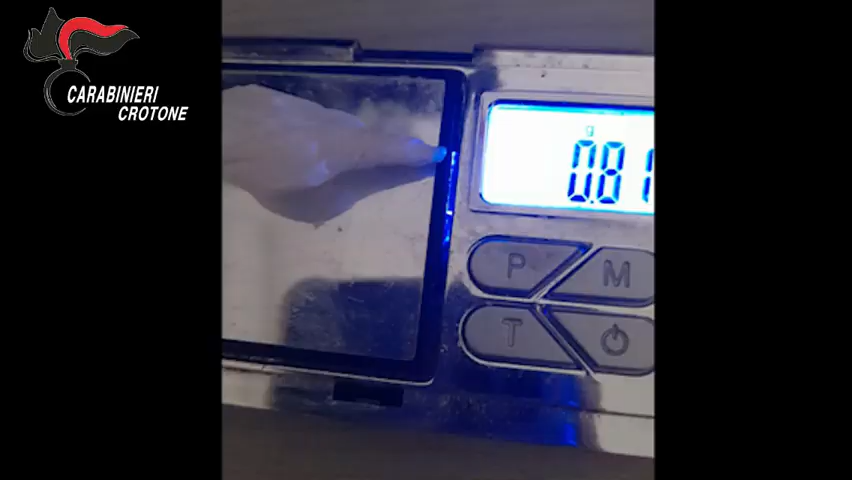 CARABINIERI
CROTONE
g
0.81
P M
T